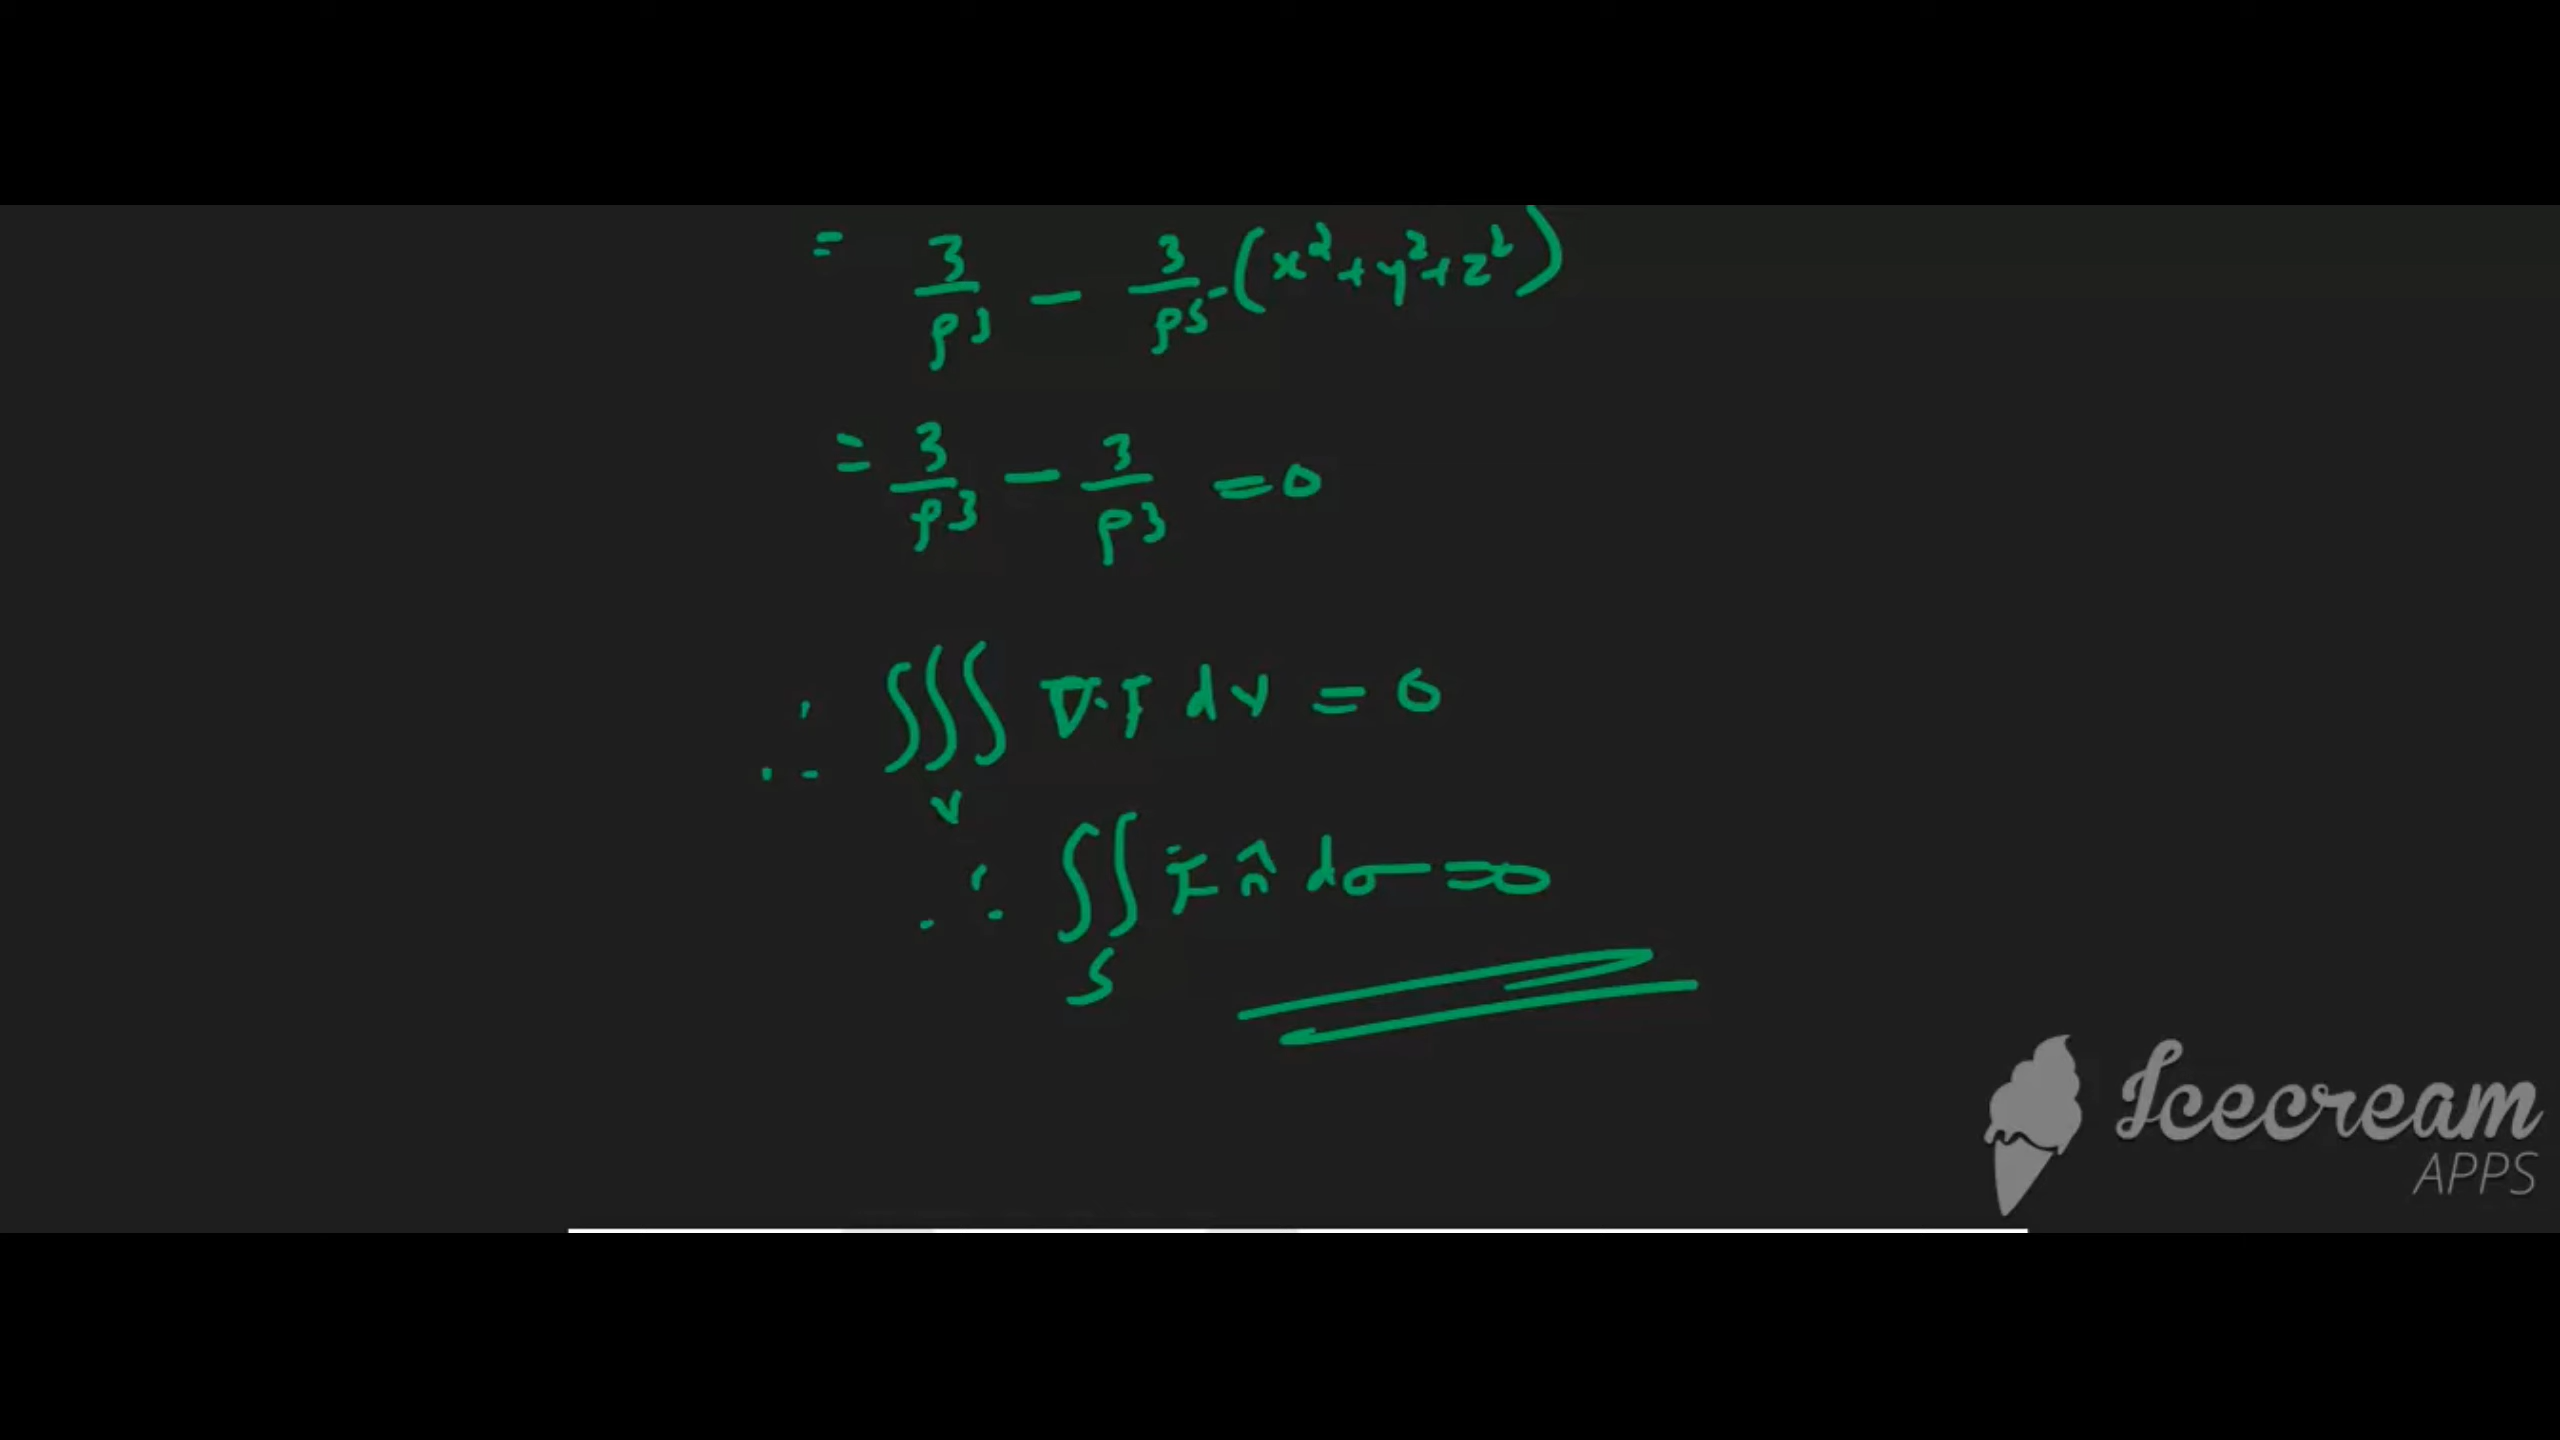 = 3/ρ³ - 3/ρ⁵ (x²+y²+z²)
= 3/ρ³ - 3/ρ³ = 0
∴ ∫∫∫_V ∇·F dV = 0
∴ ∫∫_S F·n̂ dσ = 0
Icecream
APPS